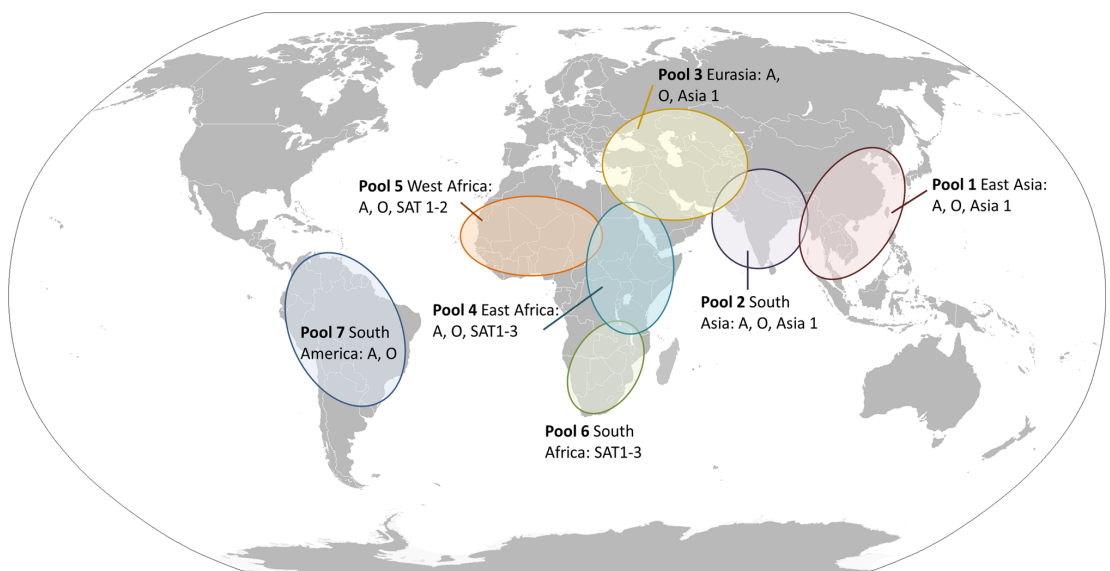 Pool 3 Eurasia: A,
O, Asia 1
Pool 5 West Africa:
A, O, SAT 1-2
Pool 1 East Asia:
A, O, Asia 1
Pool 4 East Africa:
A, O, SAT1-3
Pool 2 South
Asia: A, O, Asia 1
Pool 7 South
America: A, O
Pool 6 South
Africa: SAT1-3